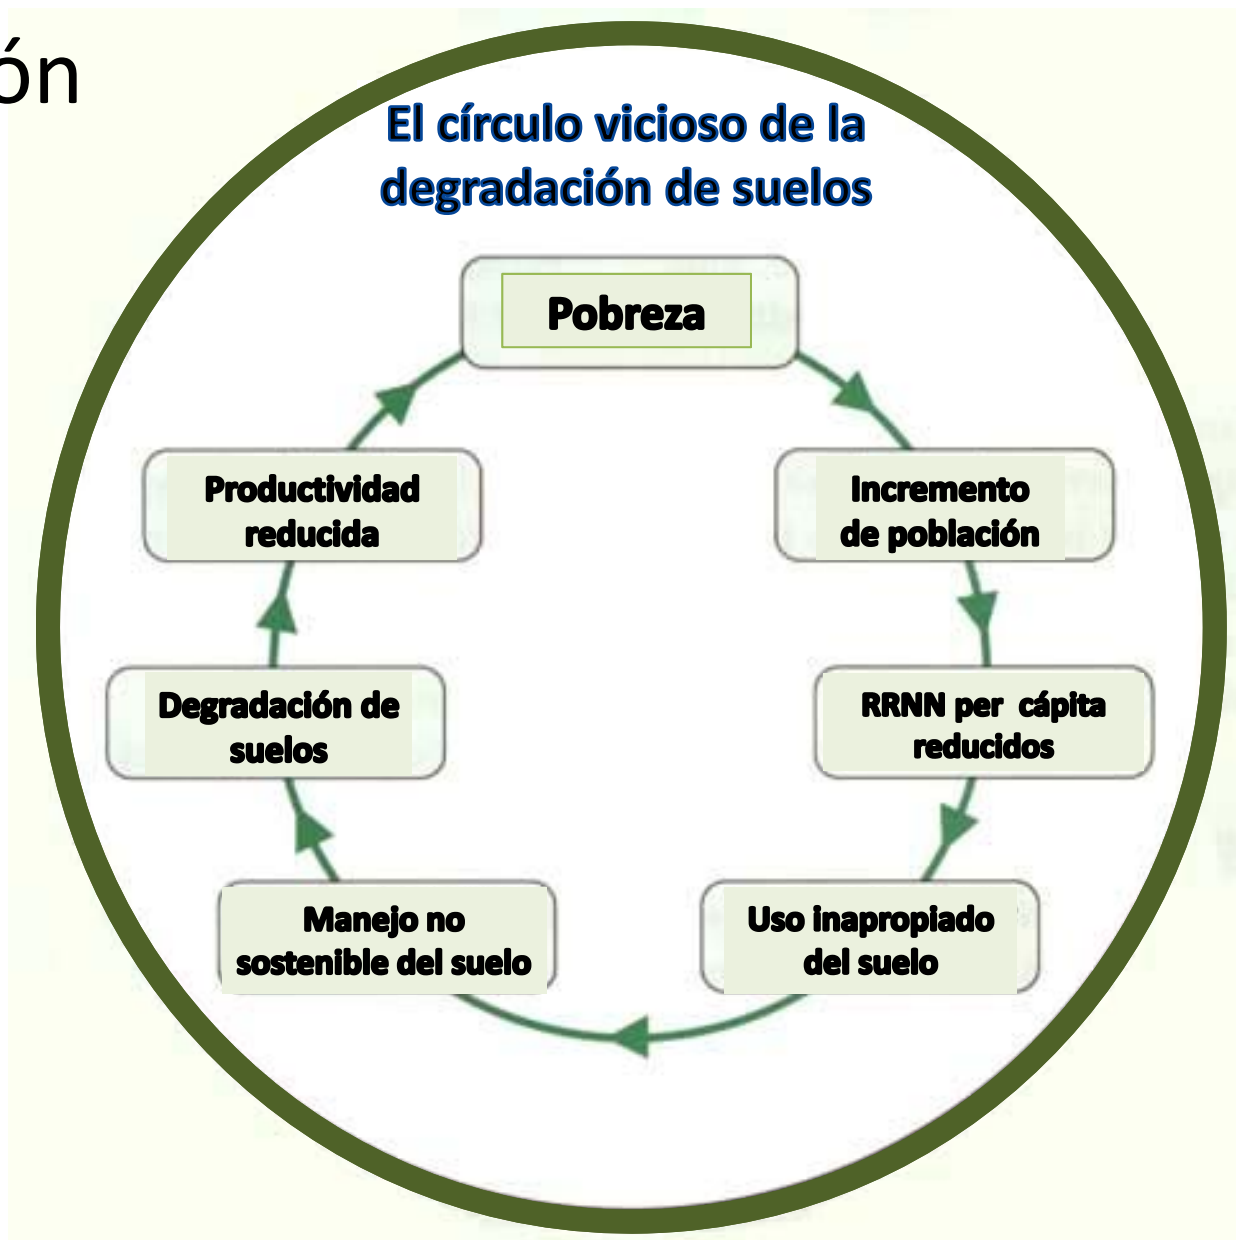 ón
El círculo vicioso de la
degradación de suelos
Pobreza
Incremento
de población
RRNN per cápita
reducidos
Uso inapropiado
del suelo
Manejo no
sostenible del suelo
Degradación de
suelos
Productividad
reducida